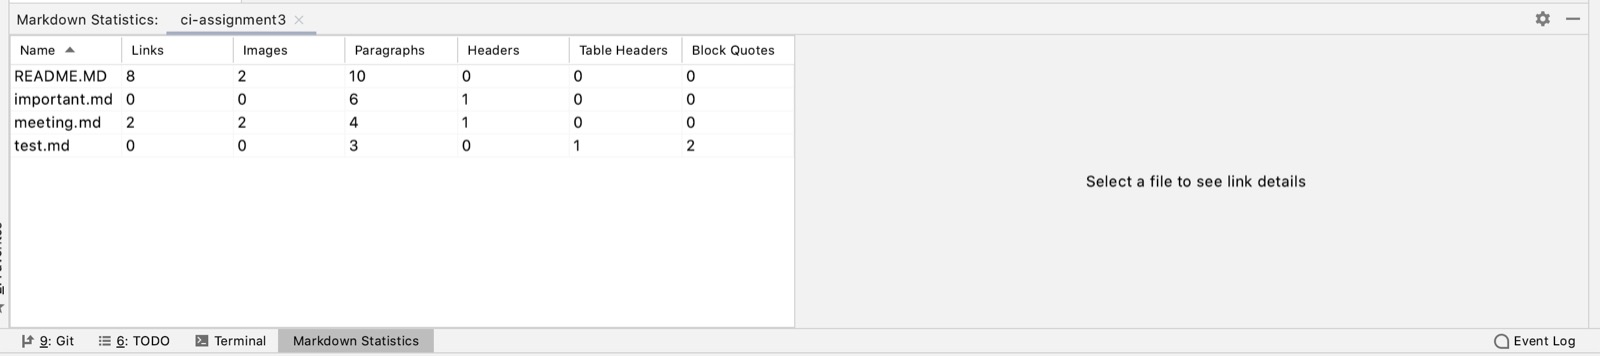 Markdown Statistics: ci-assignment3
Name Links Images Paragraphs Headers Table Headers Block Quotes
README.MD 8 2 10 0 0 0
important.md 0 0 6 1 0 0
meeting.md 2 2 4 1 0 0
test.md 0 0 3 0 1 2
Select a file to see link details
9: Git 6: TODO Terminal Markdown Statistics Event Log